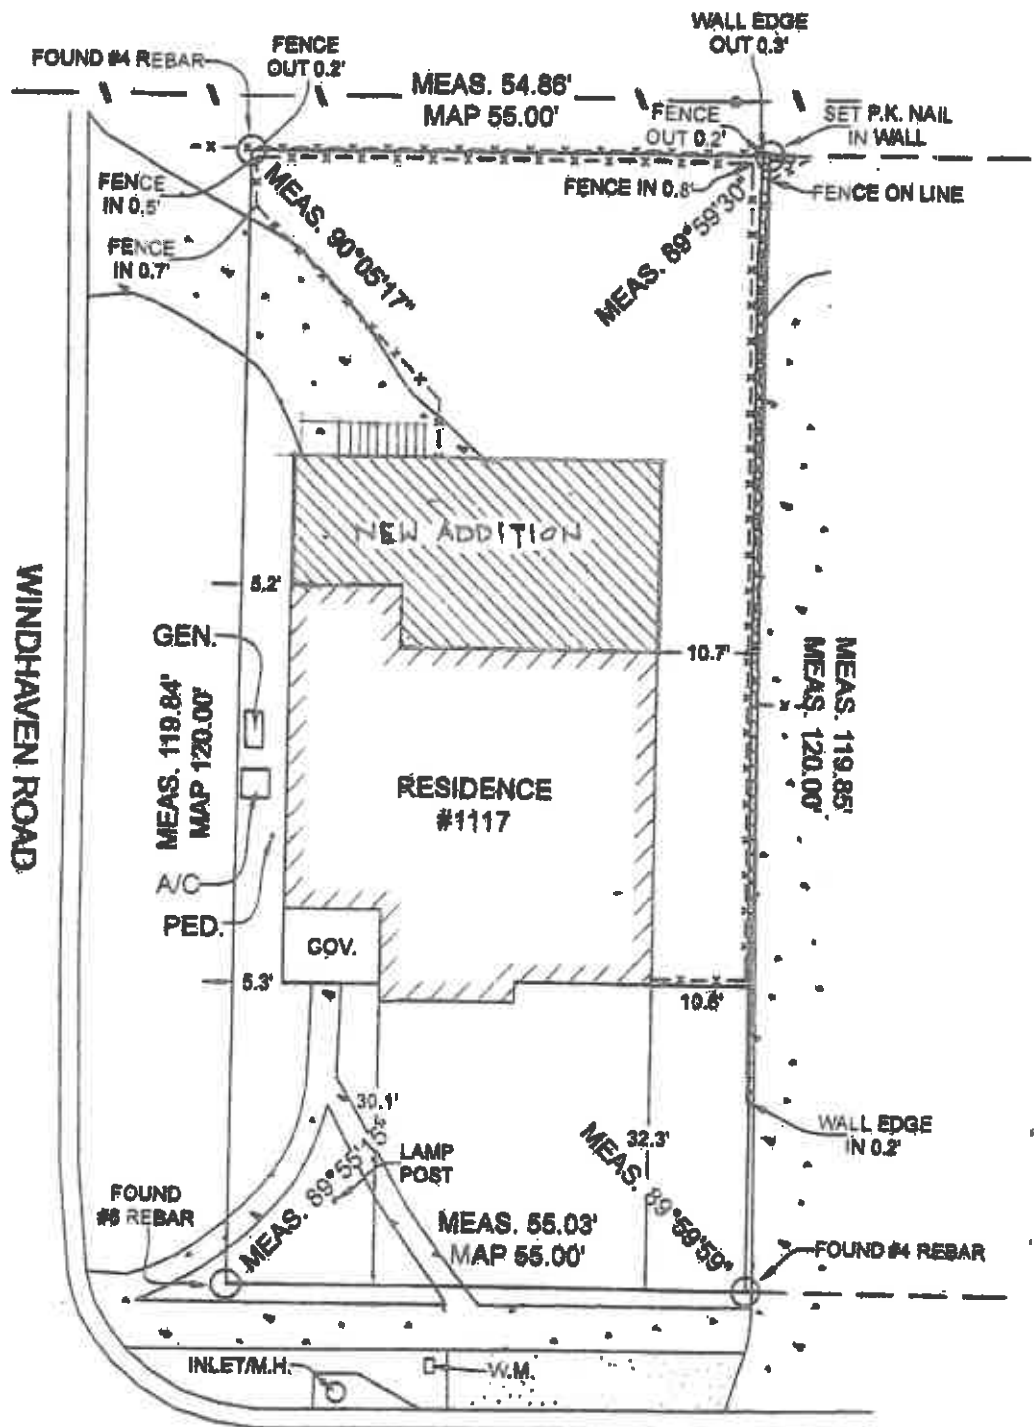 WALL EDGE
OUT 0.3'
FOUND #4 REBAR
FENCE
OUT 0.2'
MEAS. 54.86'
MAP 55.00'
FENCE
OUT 0.2'
SET P.K. NAIL
IN WALL
FENCE
IN 0.5'
FENCE IN 0.8'
FENCE ON LINE
FENCE
IN 0.7'
MEAS. 90°05'17"
MEAS. 89°59'30"
NEW ADDITION
5.2'
GEN.
10.7'
WINDHAVEN ROAD
MEAS. 119.84'
MAP 120.00'
MEAS. 119.85'
MEAS. 120.00'
RESIDENCE
#1117
A/C
PED.
COV.
5.3'
10.6'
30.1'
LAMP
POST
32.3'
WALL EDGE
IN 0.2'
FOUND
#6 REBAR
MEAS. 89°55'
MEAS. 55.03'
MAP 55.00'
MEAS. 89°59'59"
FOUND #4 REBAR
INLET/M.H.
W.M.